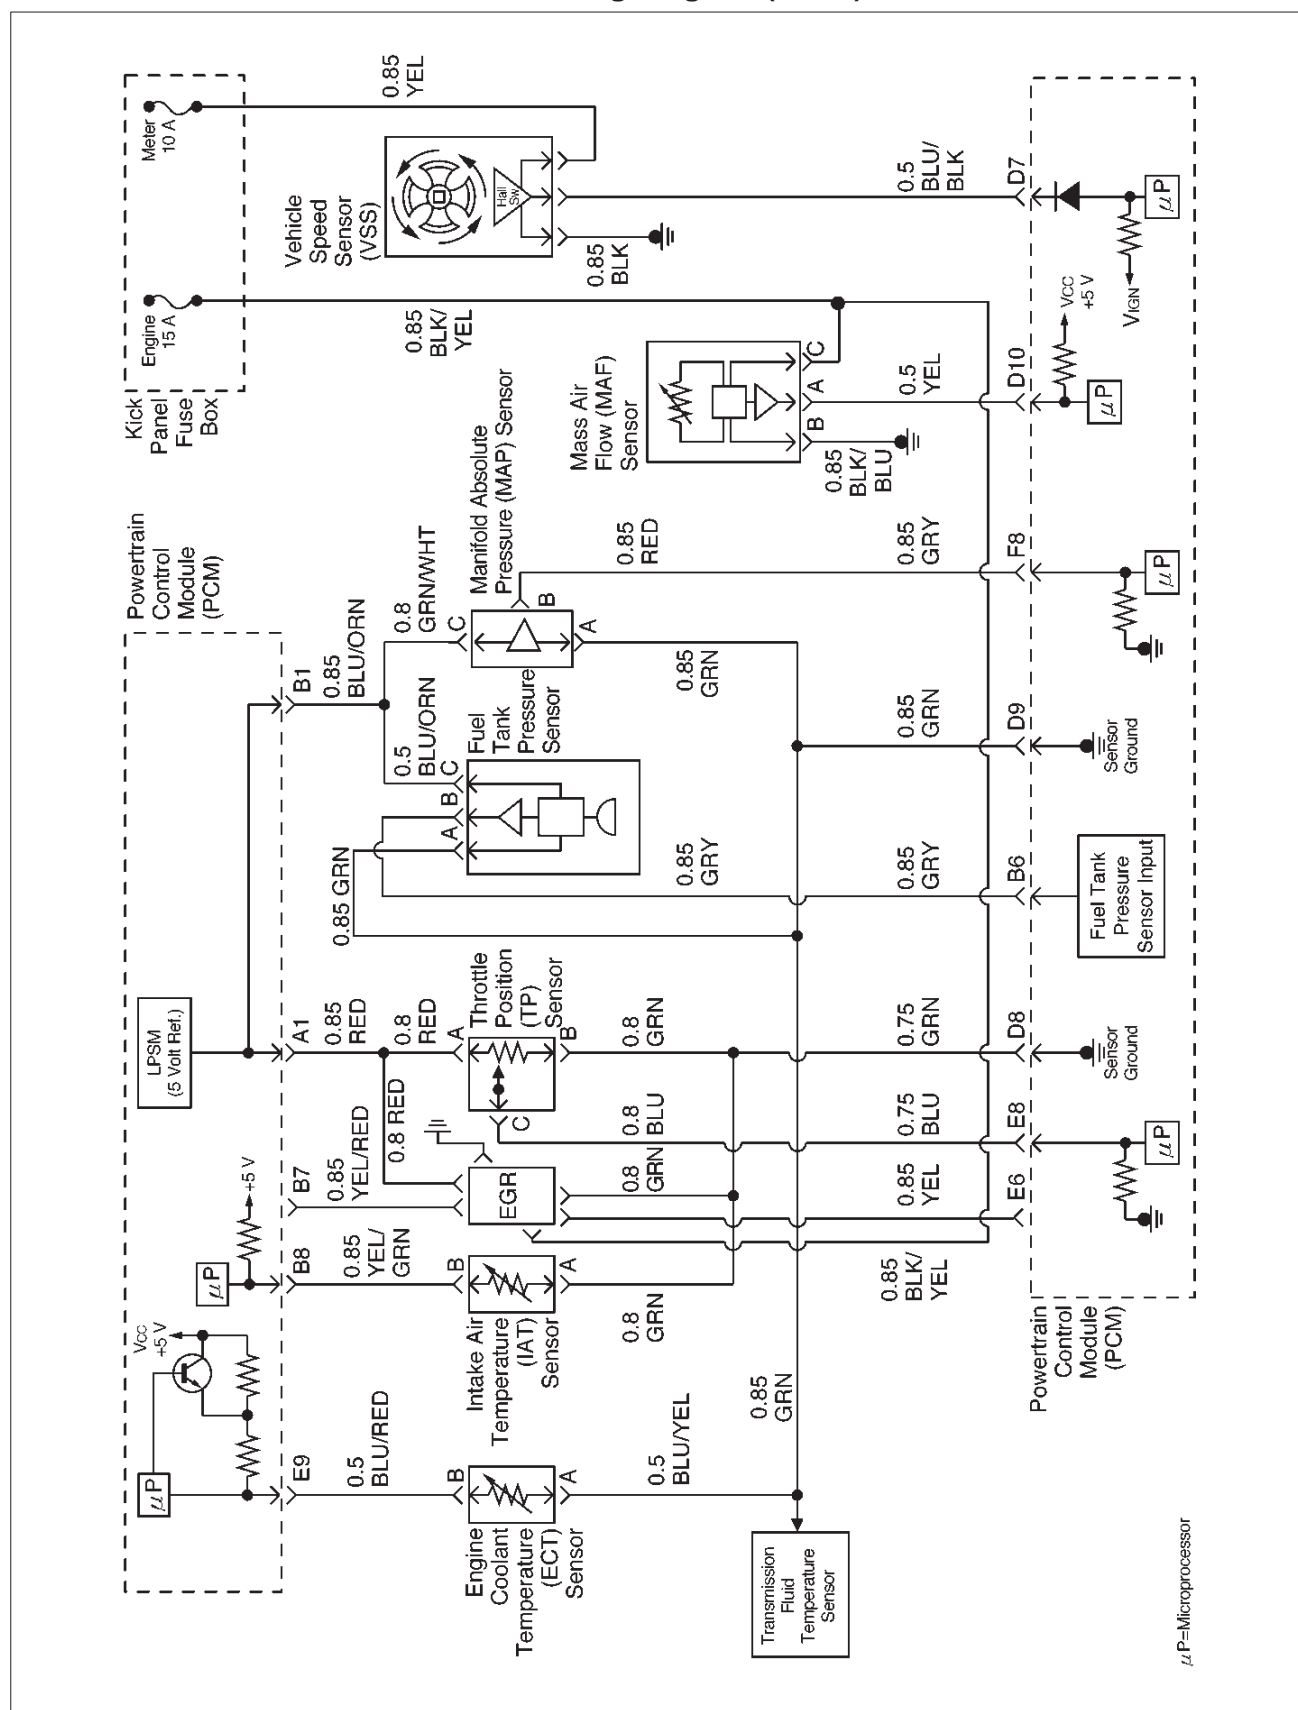 Powertrain
Control
Module
(PCM)
Kick
Panel
Fuse
Box
Engine
15 A
Meter
10 A
LPSM
(5 Volt Ref.)
μP
VCC
+5 V
μP
+5 V
E9
B8
B7
A1
B1
0.5
BLU/RED
0.85
YEL/
GRN
0.85
YEL/RED
0.8 RED
0.85
RED
0.8
RED
0.85 GRN
0.85
BLU/ORN
0.5
BLU/ORN
0.8
GRN/WHT
0.85
BLK/
YEL
0.85
YEL
B
A
Engine
Coolant
Temperature
(ECT)
Sensor
B
A
Intake Air
Temperature
(IAT)
Sensor
EGR
A
B
C
Throttle
Position
(TP)
Sensor
A
B
C
Fuel
Tank
Pressure
Sensor
C
B
A
Manifold Absolute
Pressure (MAP) Sensor
Mass Air
Flow (MAF)
Sensor
B
A
C
Vehicle
Speed
Sensor
(VSS)
Hall
Sw
0.85
BLK
0.5
BLU/YEL
0.8
GRN
0.8
GRN
0.8
BLU
0.8
GRN
0.85
GRY
0.85
GRN
0.85
RED
0.85
GRN
Transmission
Fluid
Temperature
Sensor
0.85
BLK/
BLU
0.85
BLK/
YEL
0.85
YEL
0.75
BLU
0.75
GRN
0.85
GRY
0.85
GRN
0.85
GRY
0.5
YEL
0.5
BLU/
BLK
E6
E8
D8
B6
D9
F8
D10
D7
Powertrain
Control
Module
(PCM)
μP
Sensor
Ground
Fuel Tank
Pressure
Sensor Input
Sensor
Ground
μP
μP
VCC
+5 V
VIGN
μP
μP=Microprocessor